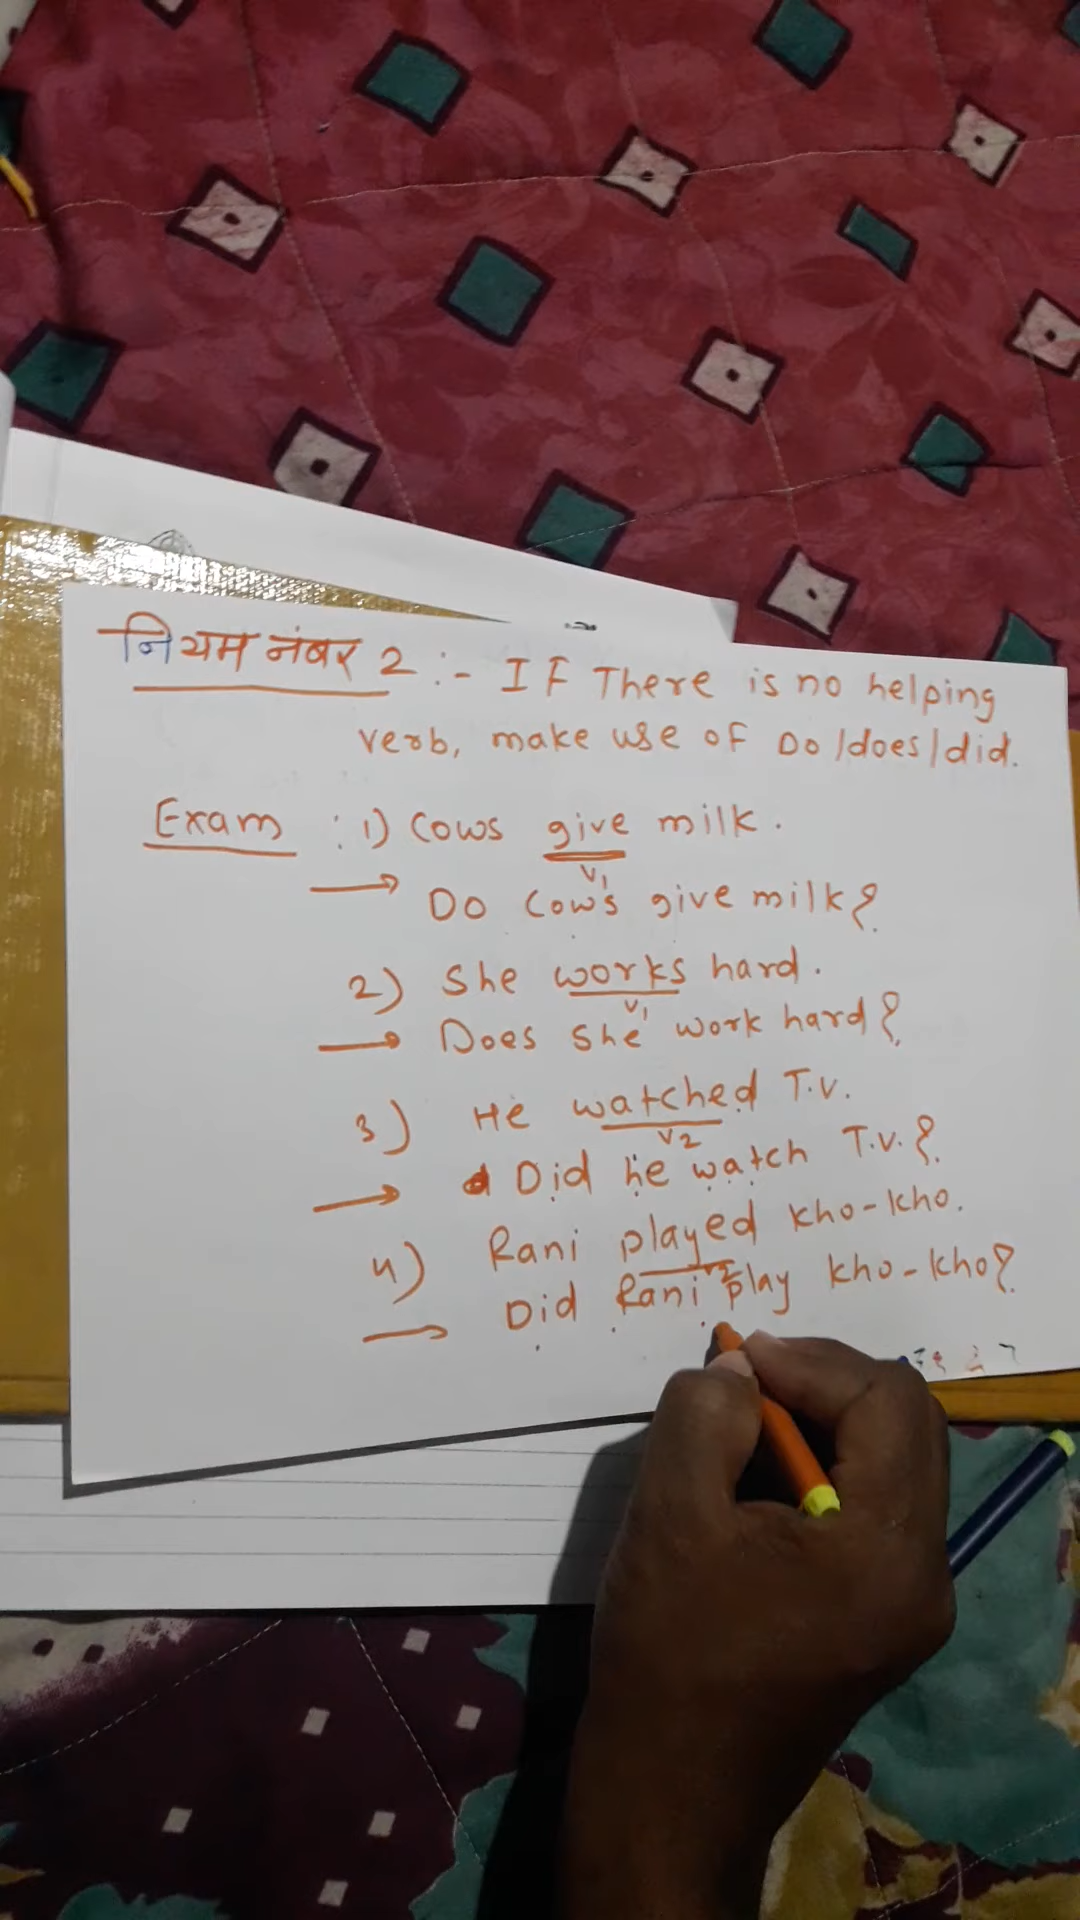 नियम नंबर 2 :- IF There is no helping
verb, make use of Do/does/did.
Exam :1) Cows give milk.
V1
→ Do Cows give milk?
2) She works hard.
V1
→ Does She work hard?
3) He watched T.V.
V2
→ Did he watch T.V.?
4) Rani played kho-kho.
V2
→ Did Rani play kho-kho?